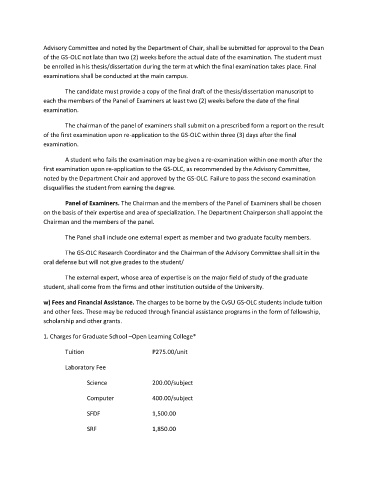 Advisory Committee and noted by the Department of Chair, shall be submitted for approval to the Dean
of the GS-OLC not late than two (2) weeks before the actual date of the examination. The student must
be enrolled in his thesis/dissertation during the term at which the final examination takes place. Final
examinations shall be conducted at the main campus.
The candidate must provide a copy of the final draft of the thesis/dissertation manuscript to
each the members of the Panel of Examiners at least two (2) weeks before the date of the final
examination.
The chairman of the panel of examiners shall submit on a prescribed form a report on the result
of the first examination upon re-application to the GS-OLC within three (3) days after the final
examination.
A student who fails the examination may be given a re-examination within one month after the
first examination upon re-application to the GS-OLC, as recommended by the Advisory Committee,
noted by the Department Chair and approved by the GS-OLC. Failure to pass the second examination
disqualifies the student from earning the degree.
Panel of Examiners. The Chairman and the members of the Panel of Examiners shall be chosen
on the basis of their expertise and area of specialization. The Department Chairperson shall appoint the
Chairman and the members of the panel.
The Panel shall include one external expert as member and two graduate faculty members.
The GS-OLC Research Coordinator and the Chairman of the Advisory Committee shall sit in the
oral defense but will not give grades to the student/
The external expert, whose area of expertise is on the major field of study of the graduate
student, shall come from the firms and other institution outside of the University.
w) Fees and Financial Assistance. The charges to be borne by the CvSU GS-OLC students include tuition
and other fees. These may be reduced through financial assistance programs in the form of fellowship,
scholarship and other grants.
1. Charges for Graduate School –Open Learning College*
Tuition ₱275.00/unit
Laboratory Fee
Science 200.00/subject
Computer 400.00/subject
SFDF 1,500.00
SRF 1,850.00